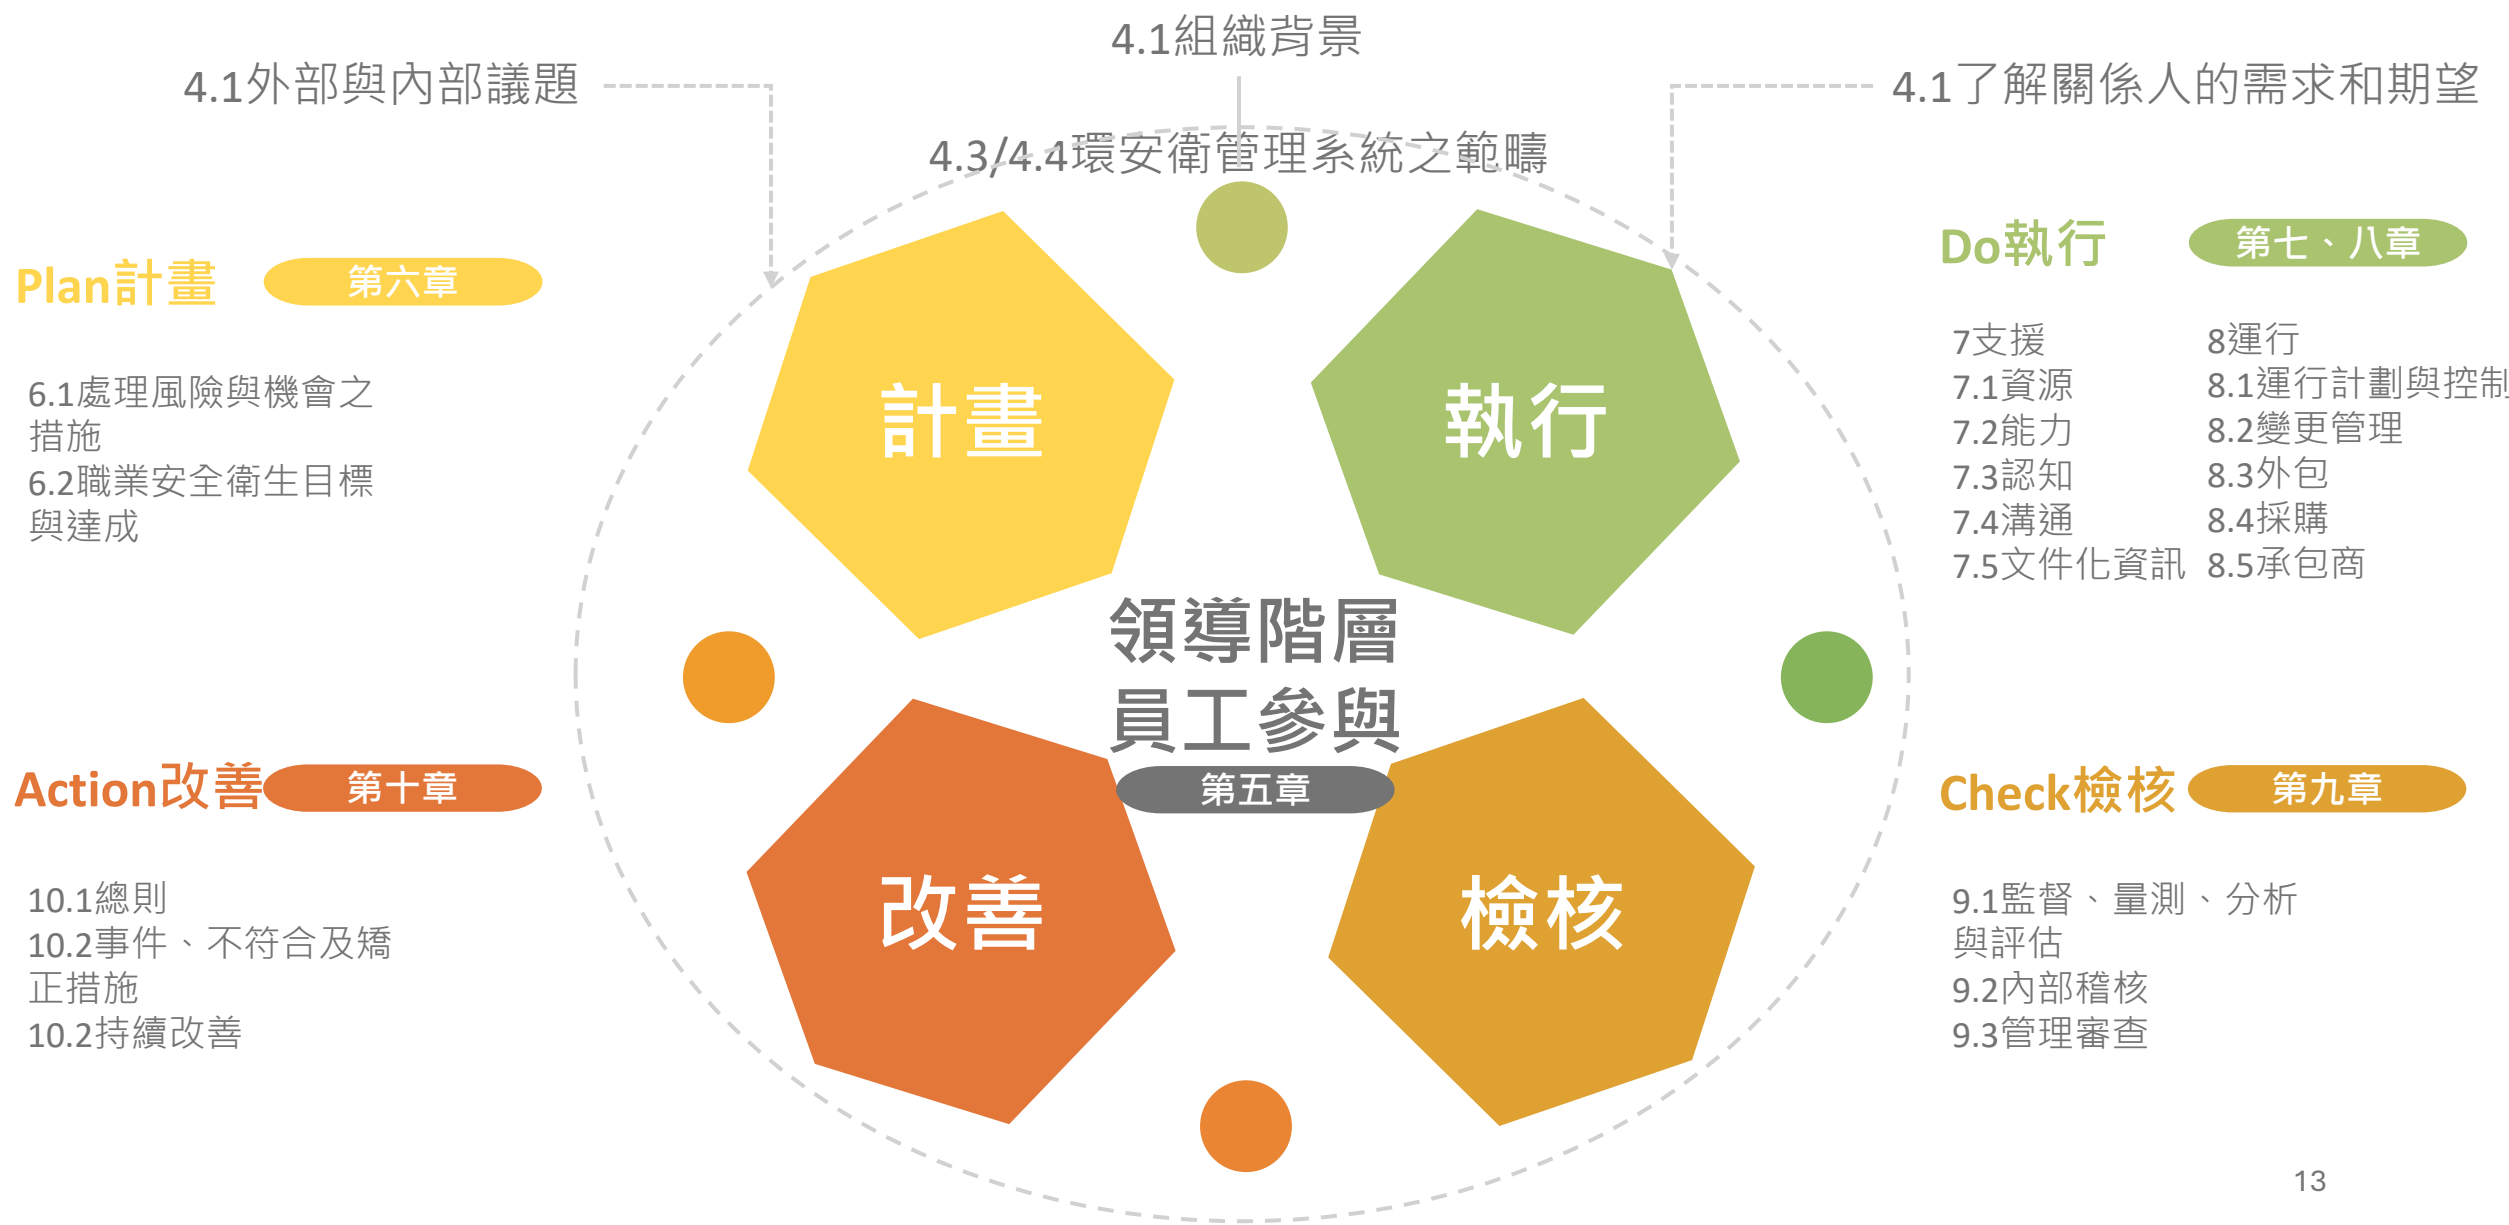 4.1組織背景
4.1外部與內部議題
4.1了解關係人的需求和期望
4.3/4.4環安衛管理系統之範疇
Plan計畫
第六章
6.1處理風險與機會之
措施
6.2職業安全衛生目標
與達成
計畫
執行
Do執行
第七、八章
7支援
7.1資源
7.2能力
7.3認知
7.4溝通
7.5文件化資訊
8運行
8.1運行計劃與控制
8.2變更管理
8.3外包
8.4採購
8.5承包商
領導階層
員工參與
第五章
Action改善
第十章
10.1總則
10.2事件、不符合及矯
正措施
10.2持續改善
改善
檢核
Check檢核
第九章
9.1監督、量測、分析
與評估
9.2內部稽核
9.3管理審查
13